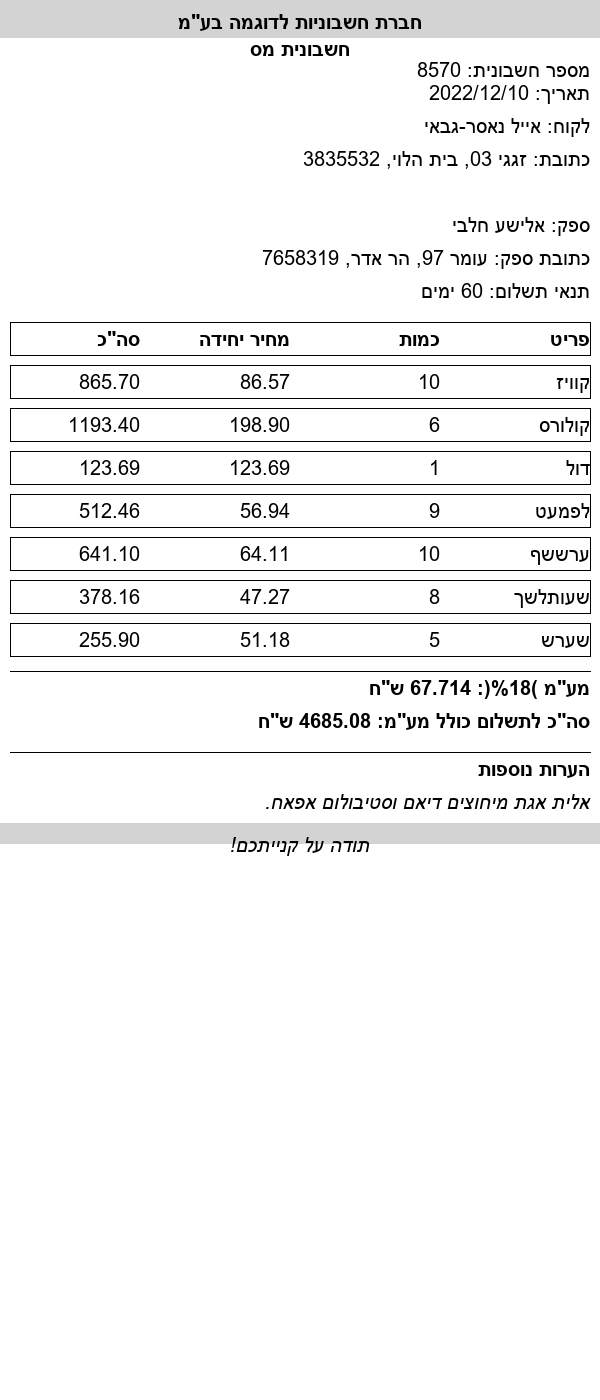 חברת חשבוניות לדוגמה בע"מ
חשבונית מס
מספר חשבונית: 8570
תאריך: 2022/12/10
לקוח: אייל נאסר-גבאי
כתובת: זגגי 03, בית הלוי, 3835532
ספק: אלישע חלבי
כתובת ספק: עומר 97, הר אדר, 7658319
תנאי תשלום: 60 ימים
פריט כמות מחיר יחידה סה"כ
קוויז 10 86.57 865.70
קולורס 6 198.90 1193.40
דול 1 123.69 123.69
לפמעט 9 56.94 512.46
ערששף 10 64.11 641.10
שעותלשך 8 47.27 378.16
שערש 5 51.18 255.90
מע"מ )18%(: 67.714 ש"ח
סה"כ לתשלום כולל מע"מ: 4685.08 ש"ח
הערות נוספות
אלית אגת מיחוצים דיאם וסטיבולום אפאח.
תודה על קנייתכם!